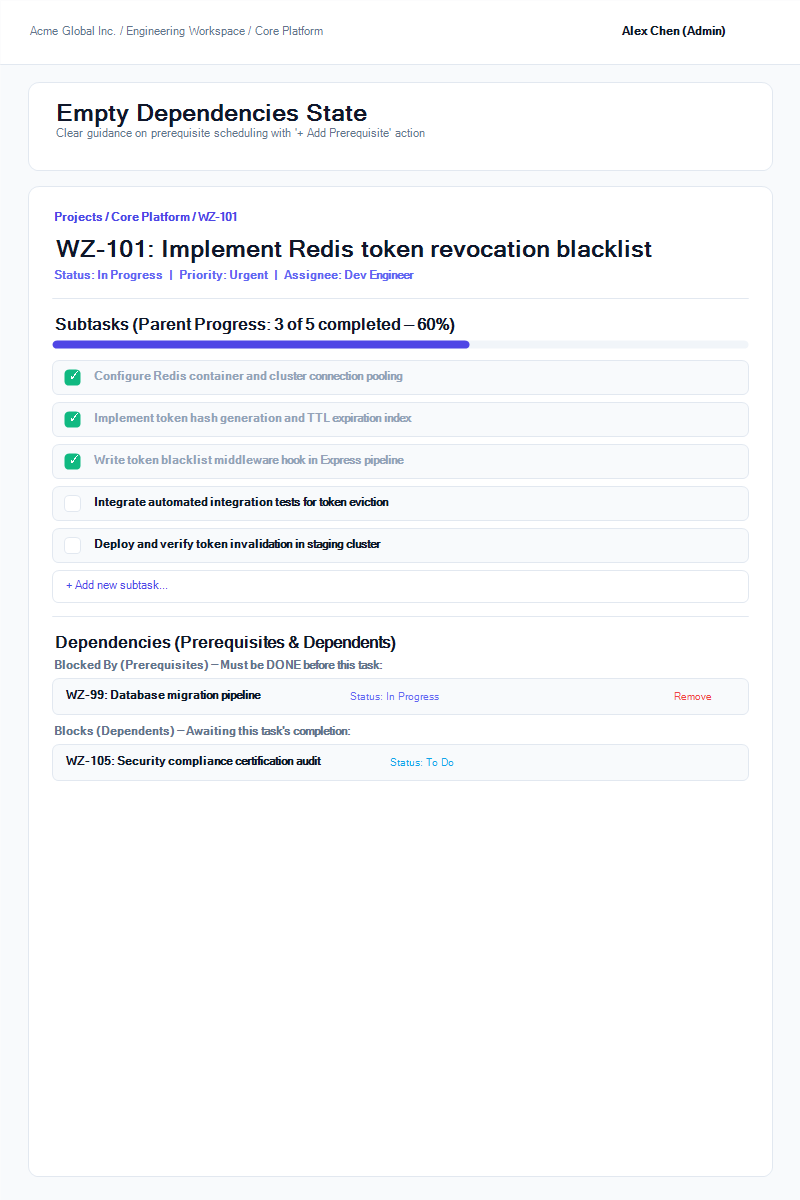 Acme Global Inc. / Engineering Workspace / Core Platform
Alex Chen (Admin)
Empty Dependencies State
Clear guidance on prerequisite scheduling with '+ Add Prerequisite' action
Projects / Core Platform / WZ-101
WZ-101: Implement Redis token revocation blacklist
Status: In Progress | Priority: Urgent | Assignee: Dev Engineer
Subtasks (Parent Progress: 3 of 5 completed — 60%)
✓ Configure Redis container and cluster connection pooling
✓ Implement token hash generation and TTL expiration index
✓ Write token blacklist middleware hook in Express pipeline
Integrate automated integration tests for token eviction
Deploy and verify token invalidation in staging cluster
+ Add new subtask...
Dependencies (Prerequisites & Dependents)
Blocked By (Prerequisites) — Must be DONE before this task:
WZ-99: Database migration pipeline Status: In Progress Remove
Blocks (Dependents) — Awaiting this task's completion:
WZ-105: Security compliance certification audit Status: To Do